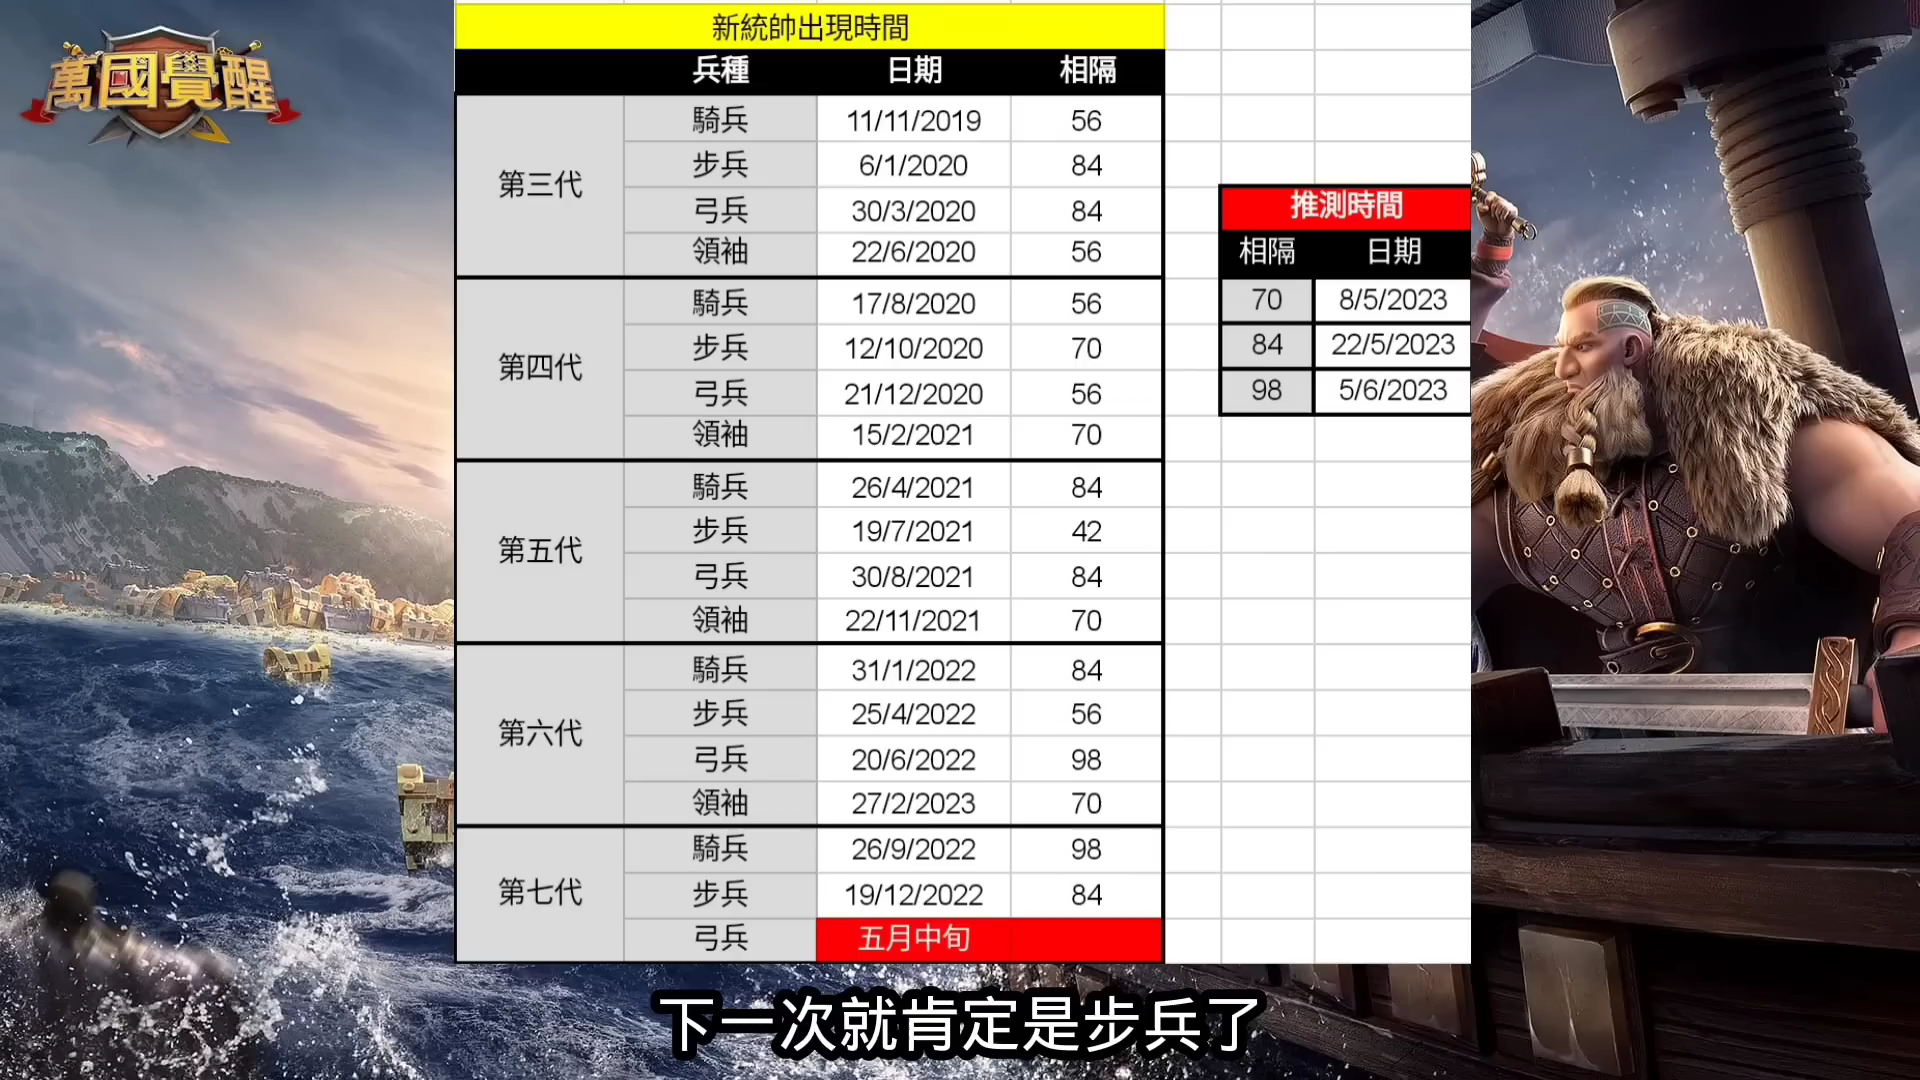 萬國覺醒
新統帥出現時間
兵種 日期 相隔
第三代
騎兵 11/11/2019 56
步兵 6/1/2020 84
弓兵 30/3/2020 84
領袖 22/6/2020 56
第四代
騎兵 17/8/2020 56
步兵 12/10/2020 70
弓兵 21/12/2020 56
領袖 15/2/2021 70
第五代
騎兵 26/4/2021 84
步兵 19/7/2021 42
弓兵 30/8/2021 84
領袖 22/11/2021 70
第六代
騎兵 31/1/2022 84
步兵 25/4/2022 56
弓兵 20/6/2022 98
領袖 27/2/2023 70
第七代
騎兵 26/9/2022 98
步兵 19/12/2022 84
弓兵 五月中旬
推測時間
相隔 日期
70 8/5/2023
84 22/5/2023
98 5/6/2023
下一次就肯定是步兵了